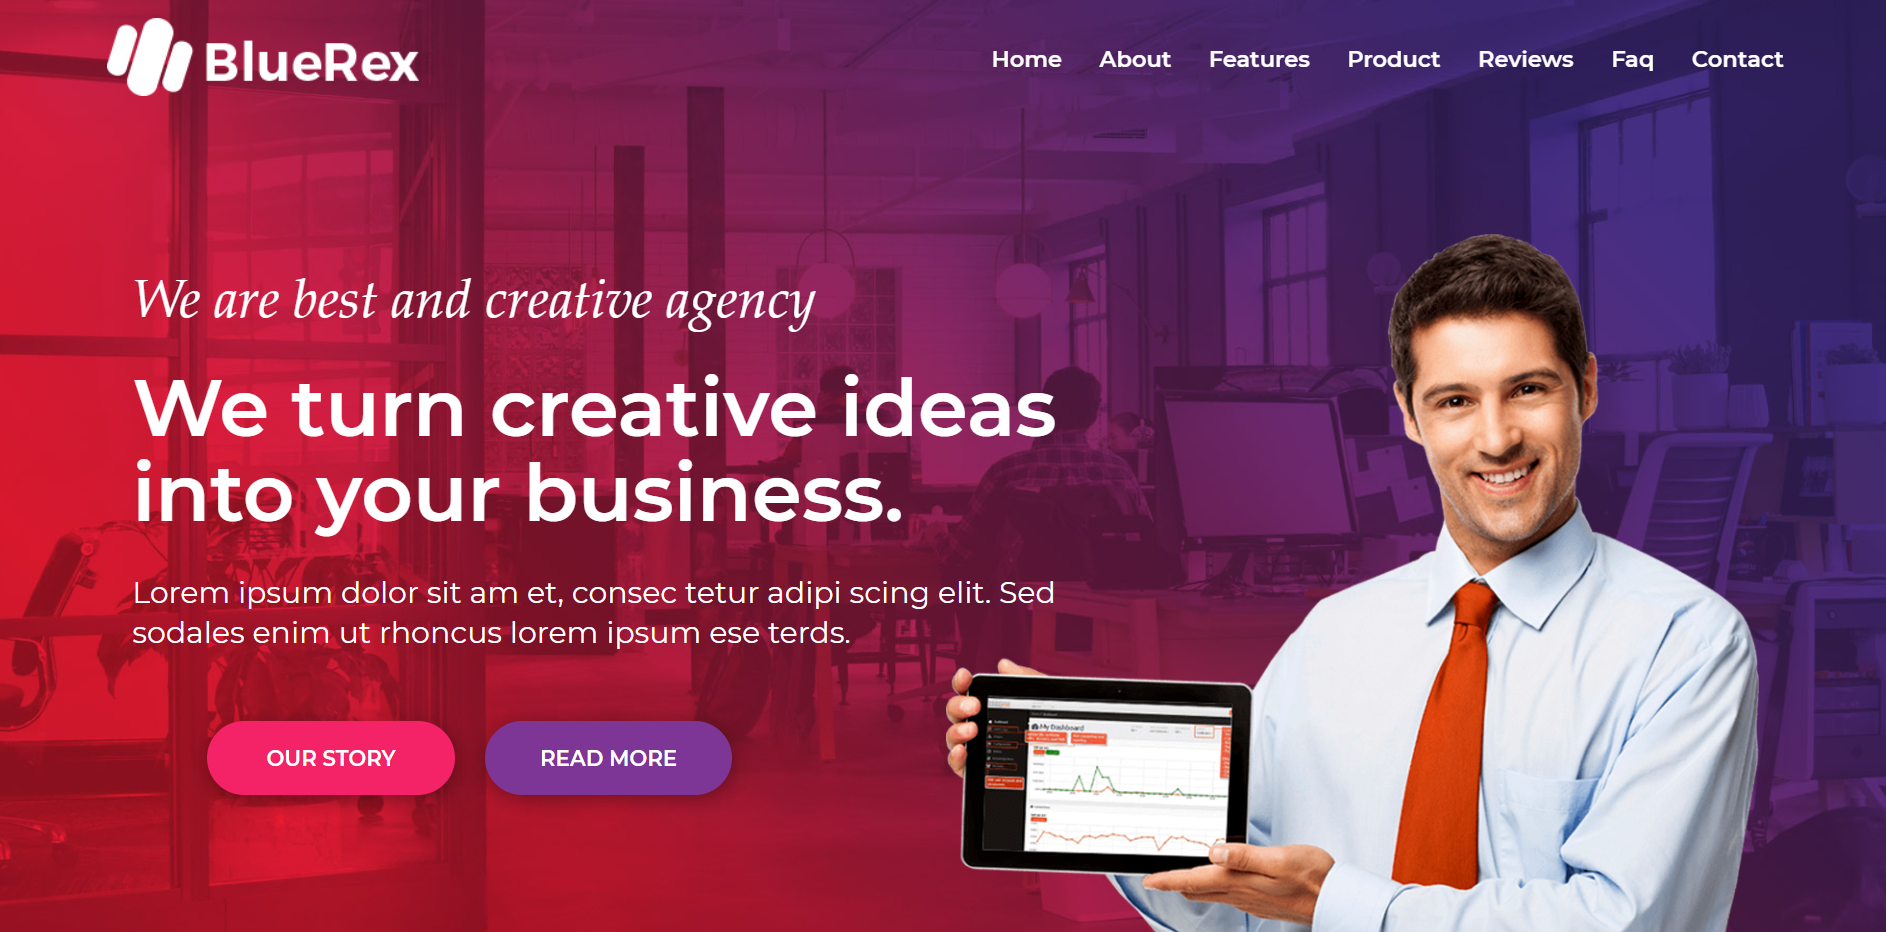 BlueRex
Home About Features Product Reviews Faq Contact
We are best and creative agency
We turn creative ideas
into your business.
Lorem ipsum dolor sit am et, consec tetur adipi scing elit. Sed
sodales enim ut rhoncus lorem ipsum ese terds.
OUR STORY READ MORE
My Dashboard